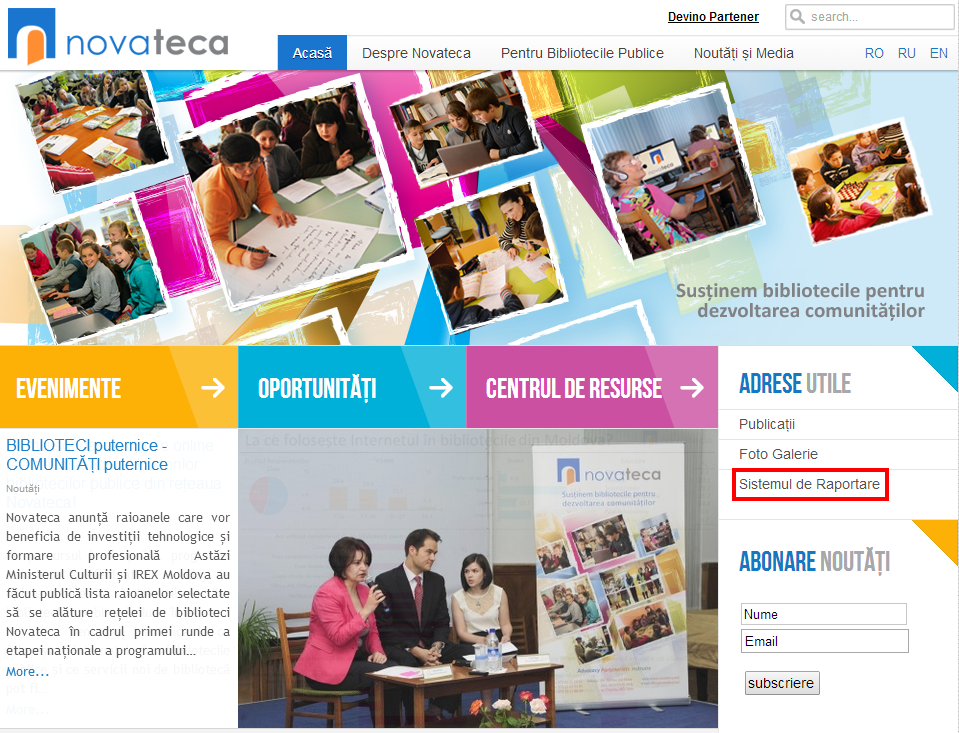 Devino Partener
search...
novateca
Acasă
Despre Novateca
Pentru Bibliotecile Publice
Noutăți și Media
RO
RU
EN
novateca
Susținem bibliotecile pentru
dezvoltarea comunităților
EVENIMENTE
OPORTUNITĂȚI
CENTRUL DE RESURSE
ADRESE UTILE
Publicații
Foto Galerie
Sistemul de Raportare
BIBLIOTECI puternice -
COMUNITĂȚI puternice
Noutăți
Novateca anunță raioanele care vor
beneficia de investiții tehnologice și
formare profesională Astăzi
Ministerul Culturii și IREX Moldova au
făcut publică lista raioanelor selectate
să se alăture rețelei de biblioteci
Novateca în cadrul primei runde a
etapei naționale a programului...
More...
More...
La ce folosește Internetul în bibliotecile din Moldova?
novateca
Susținem bibliotecile pentru
dezvoltarea comunităților
ABONARE NOUTĂȚI
Nume
Email
subscriere